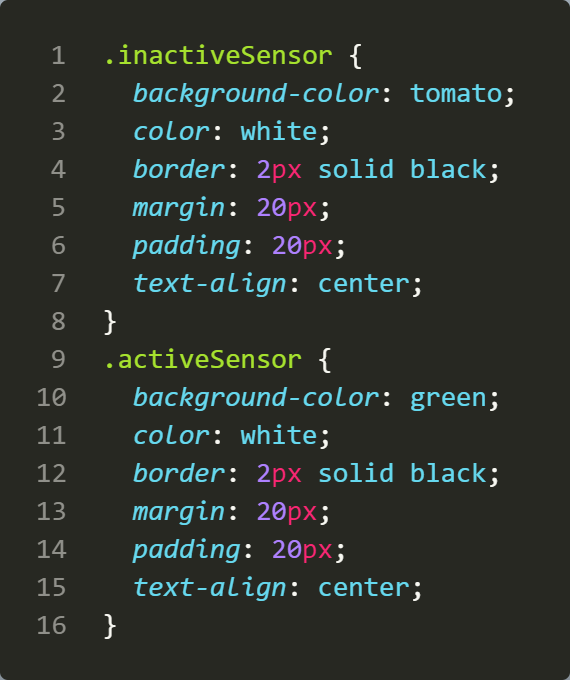 1 .inactiveSensor {
2   background-color: tomato;
3   color: white;
4   border: 2px solid black;
5   margin: 20px;
6   padding: 20px;
7   text-align: center;
8 }
9 .activeSensor {
10   background-color: green;
11   color: white;
12   border: 2px solid black;
13   margin: 20px;
14   padding: 20px;
15   text-align: center;
16 }